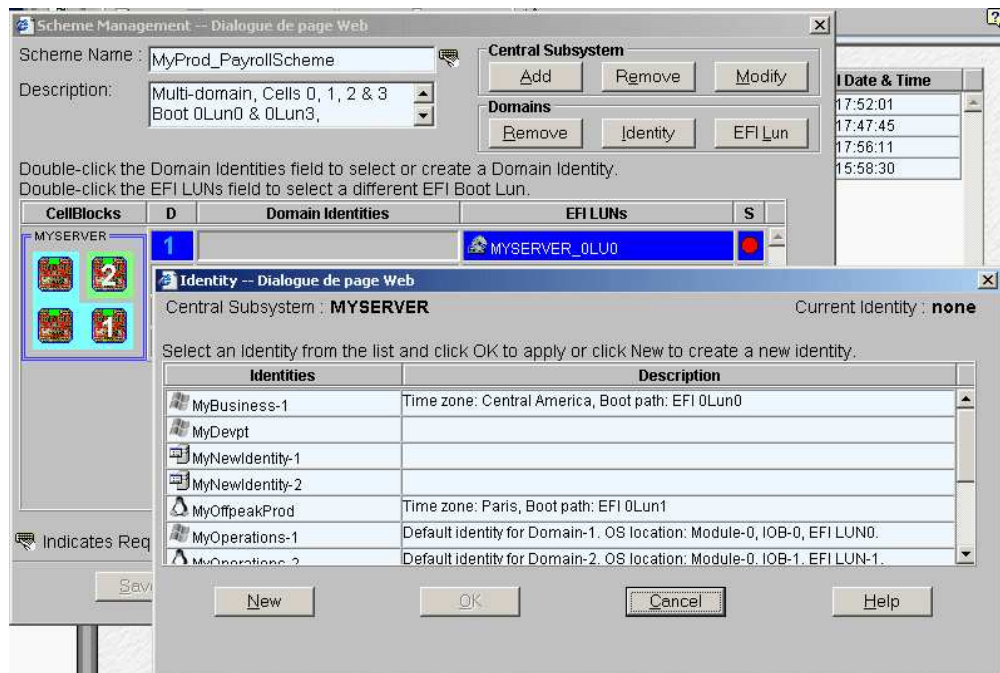 Scheme Management -- Dialogue de page Web
Scheme Name : MyProd_PayrollScheme
Description: Multi-domain, Cells 0, 1, 2 & 3
Boot 0Lun0 & 0Lun3,
Central Subsystem
Add Remove Modify
Domains
Remove Identity EFI Lun
Date & Time
17:52:01
17:47:45
17:56:11
15:58:30
Double-click the Domain Identities field to select or create a Domain Identity.
Double-click the EFI LUNs field to select a different EFI Boot Lun.
CellBlocks D Domain Identities EFI LUNs S
MYSERVER
1 MYSERVER_0LU0
2
1
Identity -- Dialogue de page Web
Central Subsystem : MYSERVER Current Identity : none
Select an Identity from the list and click OK to apply or click New to create a new identity.
Identities Description
MyBusiness-1 Time zone: Central America, Boot path: EFI 0Lun0
MyDevpt
MyNewIdentity-1
MyNewIdentity-2
MyOffpeakProd Time zone: Paris, Boot path: EFI 0Lun1
MyOperations-1 Default identity for Domain-1. OS location: Module-0, IOB-0, EFI LUN0.
MyOperations-2 Default identity for Domain-2. OS location: Module-0, IOB-1, EFI LUN-1.
Indicates Req
Sav
New OK Cancel Help